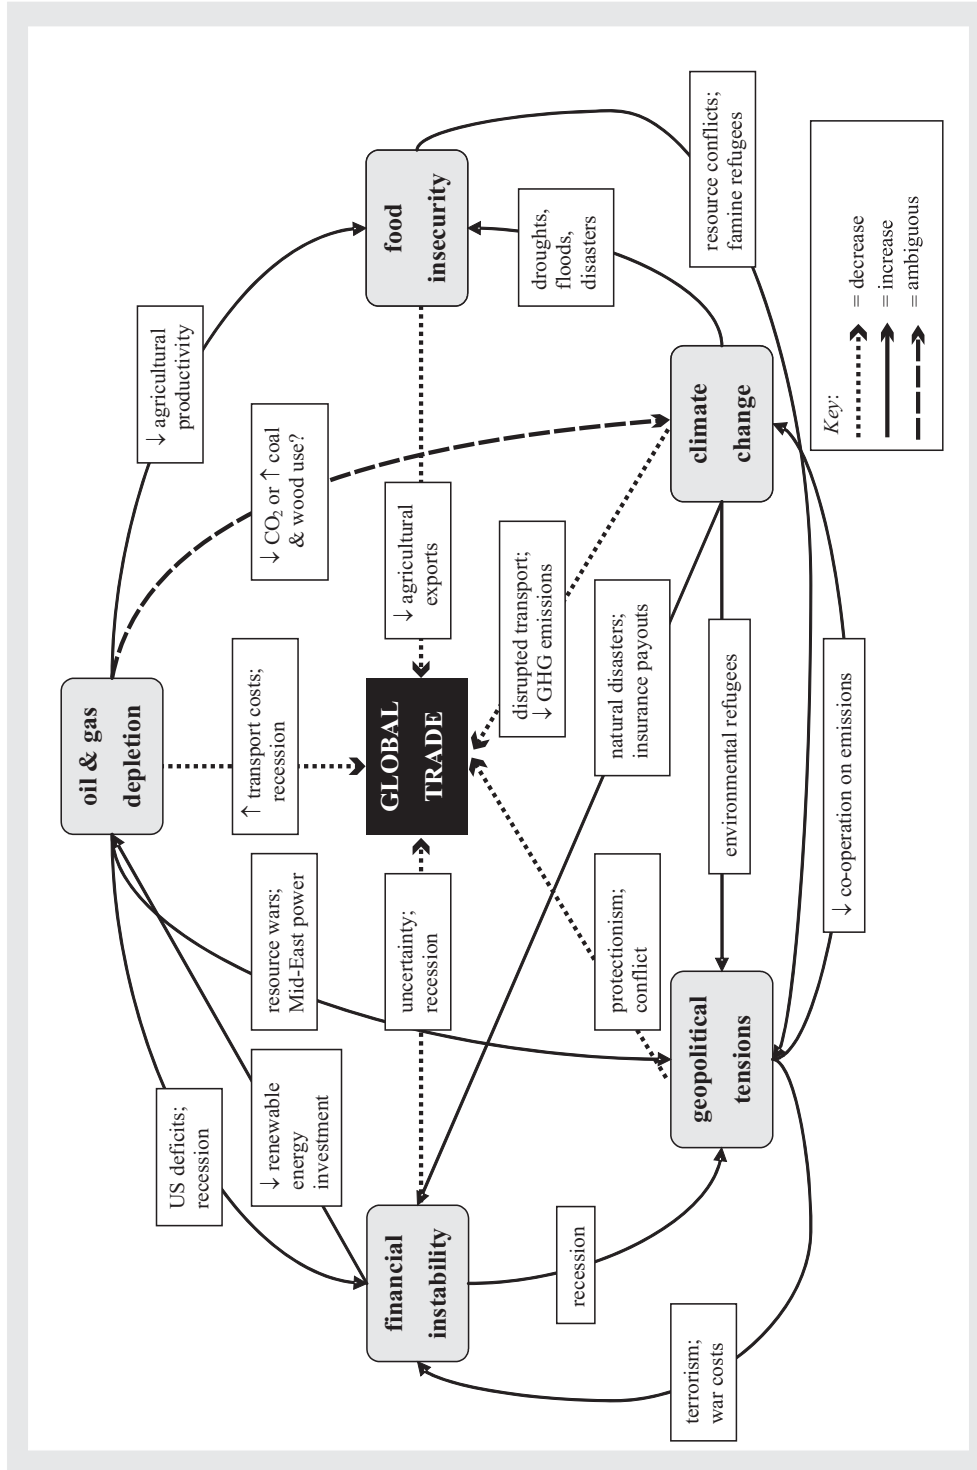 oil & gas
depletion
US deficits;
recession
↓ renewable
energy
investment
resource wars;
Mid-East power
↑ transport costs;
recession
↓ CO₂ or ↑ coal
& wood use?
↓ agricultural
productivity
financial
instability
uncertainty;
recession
GLOBAL
TRADE
↓ agricultural
exports
food
insecurity
recession
protectionism;
conflict
disrupted transport;
↓ GHG emissions
natural disasters;
insurance payouts
droughts,
floods,
disasters
terrorism;
war costs
geopolitical
tensions
environmental refugees
climate
change
resource conflicts;
famine refugees
↓ co-operation on emissions
Key:
= decrease
= increase
= ambiguous